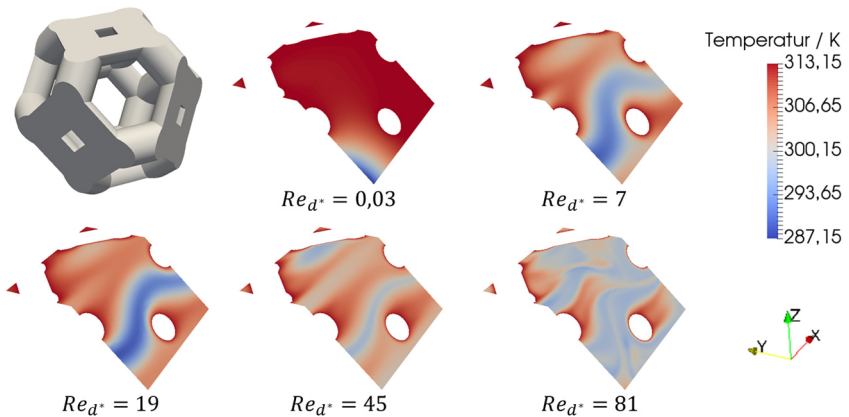 Temperatur / K
313,15
306,65
300,15
293,65
287,15
Re_{d*} = 0,03
Re_{d*} = 7
Re_{d*} = 19
Re_{d*} = 45
Re_{d*} = 81
Z
Y
X